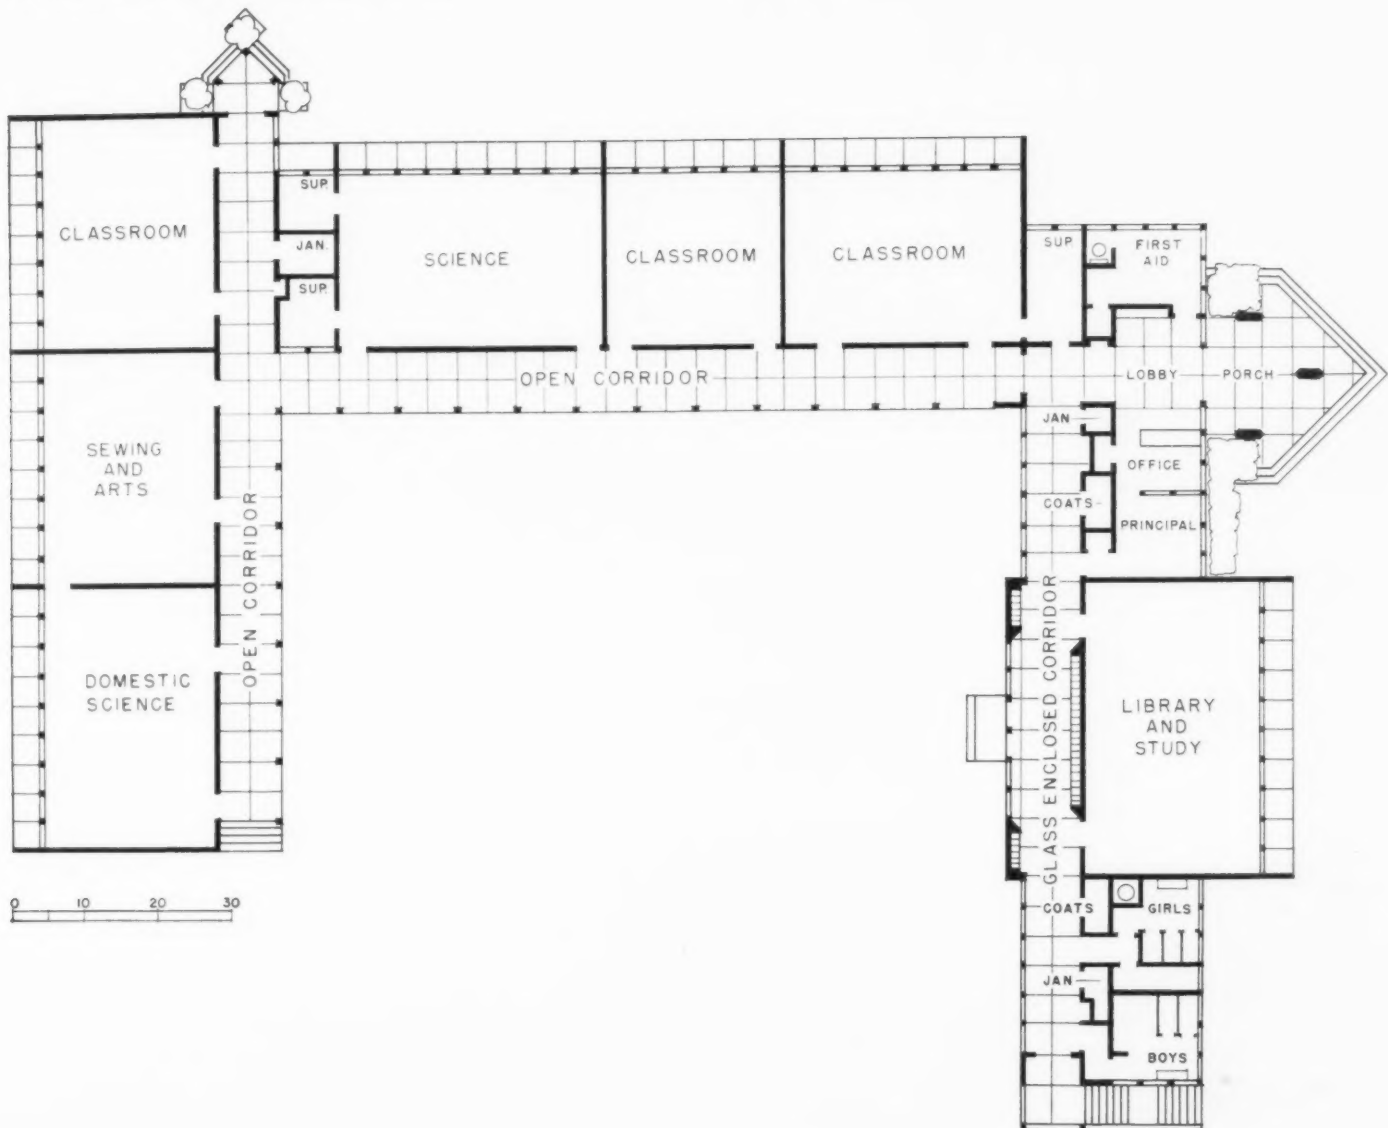 CLASSROOM
SUP.
JAN.
SUP.
SCIENCE
CLASSROOM
CLASSROOM
SUP.
FIRST
AID
OPEN CORRIDOR
LOBBY
PORCH
JAN
OFFICE
COATS
PRINCIPAL
SEWING
AND
ARTS
OPEN CORRIDOR
DOMESTIC
SCIENCE
GLASS ENCLOSED CORRIDOR
LIBRARY
AND
STUDY
0 10 20 30
COATS
GIRLS
JAN
BOYS